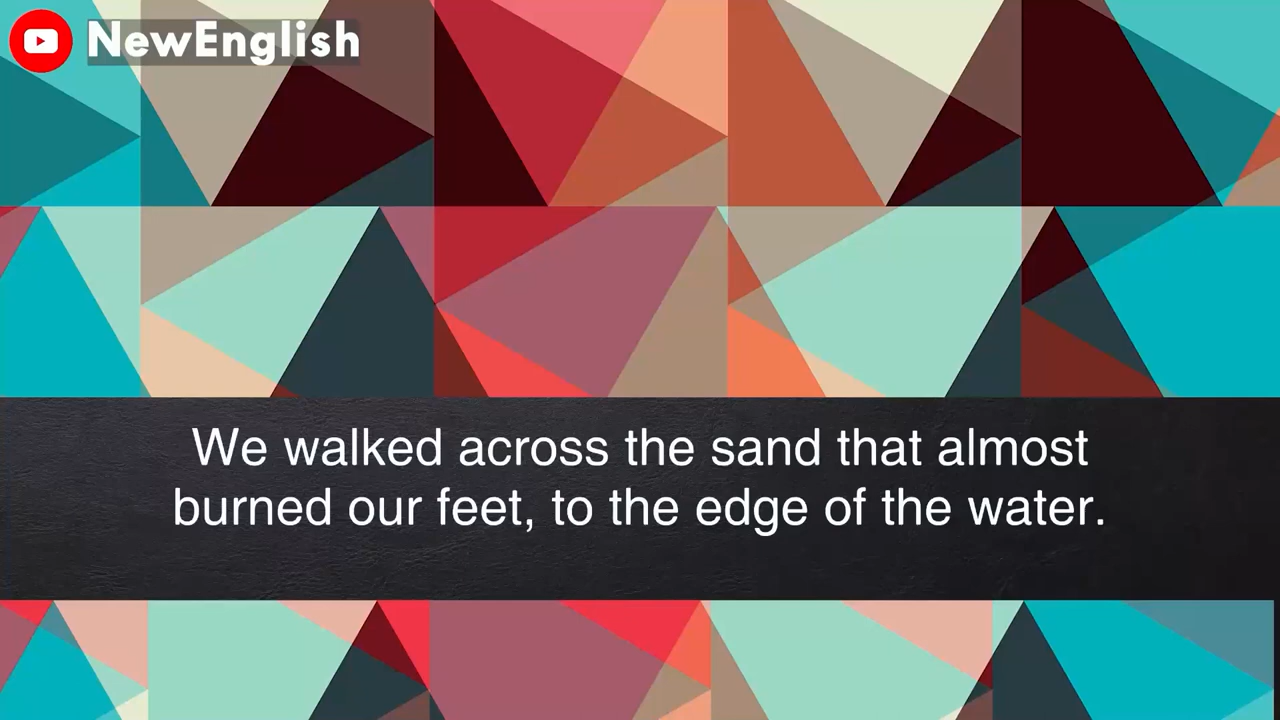 NewEnglish
We walked across the sand that almost
burned our feet, to the edge of the water.